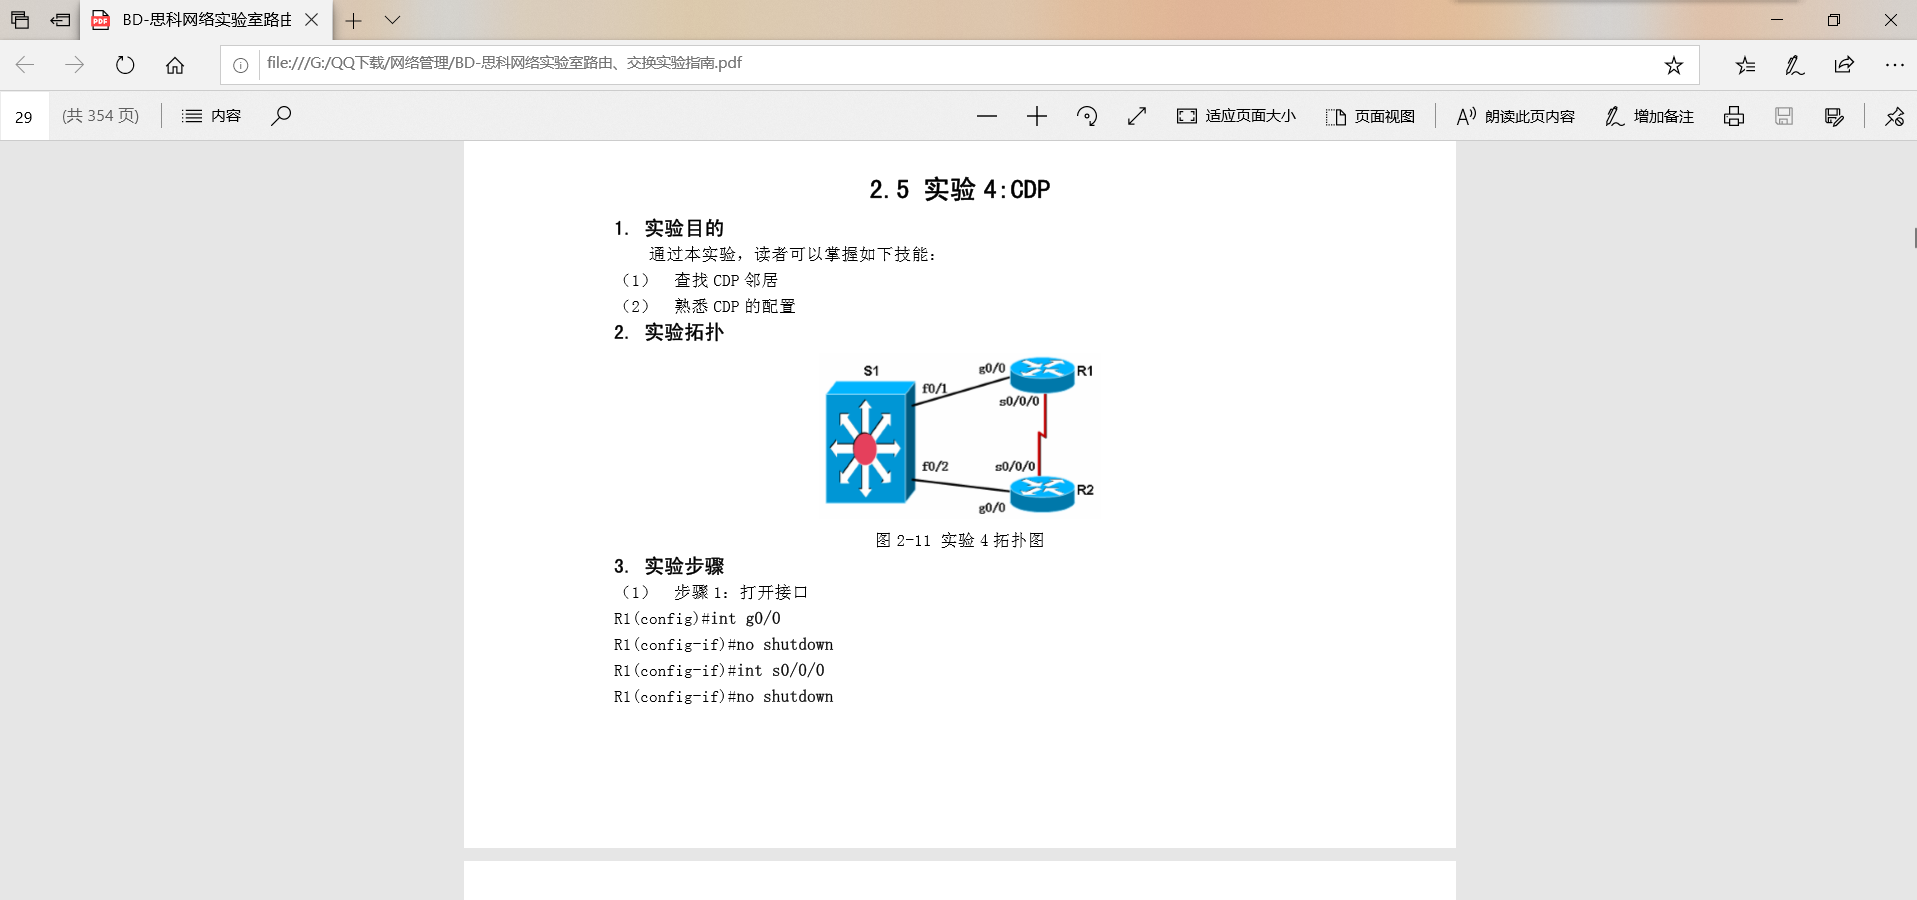 BD-思科网络实验室路由
file:///G:/QQ下载/网络管理/BD-思科网络实验室路由、交换实验指南.pdf
29 (共 354 页) 内容 适应页面大小 页面视图 朗读此页内容 增加备注
2.5 实验 4:CDP
1. 实验目的
通过本实验，读者可以掌握如下技能：
（1） 查找 CDP 邻居
（2） 熟悉 CDP 的配置
2. 实验拓扑
S1 g0/0 R1
f0/1
s0/0/0
f0/2 s0/0/0
R2
g0/0
图 2-11 实验 4 拓扑图
3. 实验步骤
（1） 步骤 1：打开接口
R1(config)#int g0/0
R1(config-if)#no shutdown
R1(config-if)#int s0/0/0
R1(config-if)#no shutdown